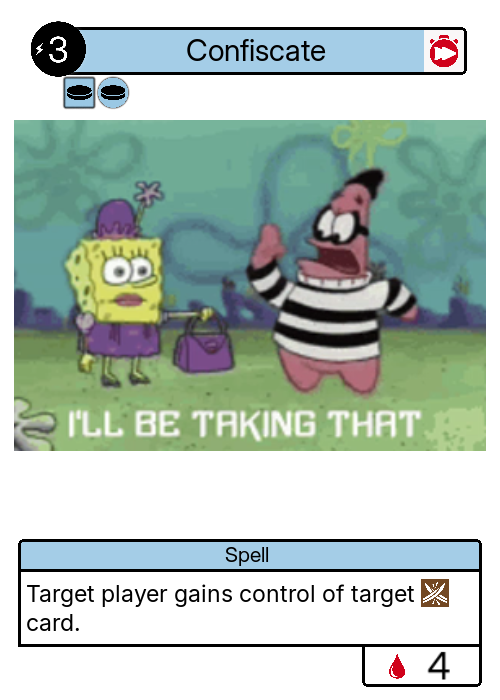 3
Confiscate
I'LL BE TAKING THAT
Spell
Target player gains control of target
card.
4